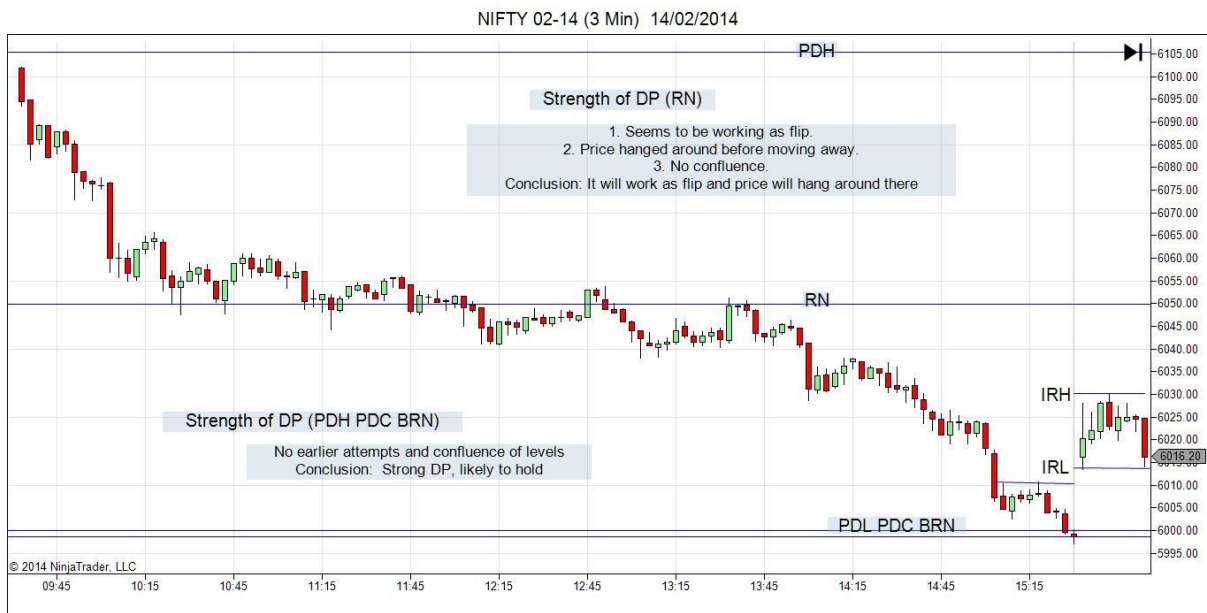 NIFTY 02-14 (3 Min) 14/02/2014
PDH
Strength of DP (RN)
1. Seems to be working as flip.
2. Price hanged around before moving away.
3. No confluence.
Conclusion: It will work as flip and price will hang around there
RN
Strength of DP (PDH PDC BRN)
No earlier attempts and confluence of levels
Conclusion: Strong DP, likely to hold
IRH
IRL
PDL PDC BRN
6105.00
6100.00
6095.00
6090.00
6085.00
6080.00
6075.00
6070.00
6065.00
6060.00
6055.00
6050.00
6045.00
6040.00
6035.00
6030.00
6025.00
6020.00
6016.20
6010.00
6005.00
6000.00
5995.00
© 2014 NinjaTrader, LLC
09:45 10:15 10:45 11:15 11:45 12:15 12:45 13:15 13:45 14:15 14:45 15:15